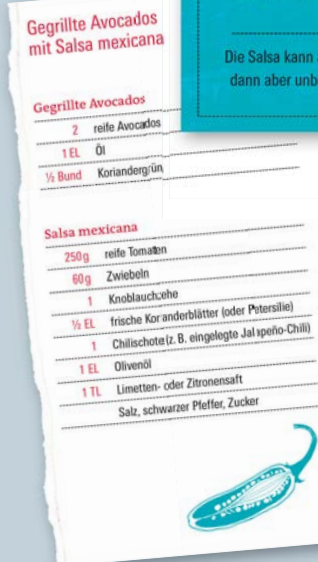 Gegrillte Avocados
mit Salsa mexicana
Die Salsa kann
dann aber
Gegrillte Avocados
2 reife Avocados
1 EL Öl
½ Bund Koriandergrün
Salsa mexicana
250 g reife Tomaten
60 g Zwiebeln
1 Knoblauchzehe
½ EL frische Korianderblätter (oder Petersilie)
1 Chilischote (z. B. eingelegte Jalapeño-Chili)
1 EL Olivenöl
1 TL Limetten- oder Zitronensaft
Salz, schwarzer Pfeffer, Zucker